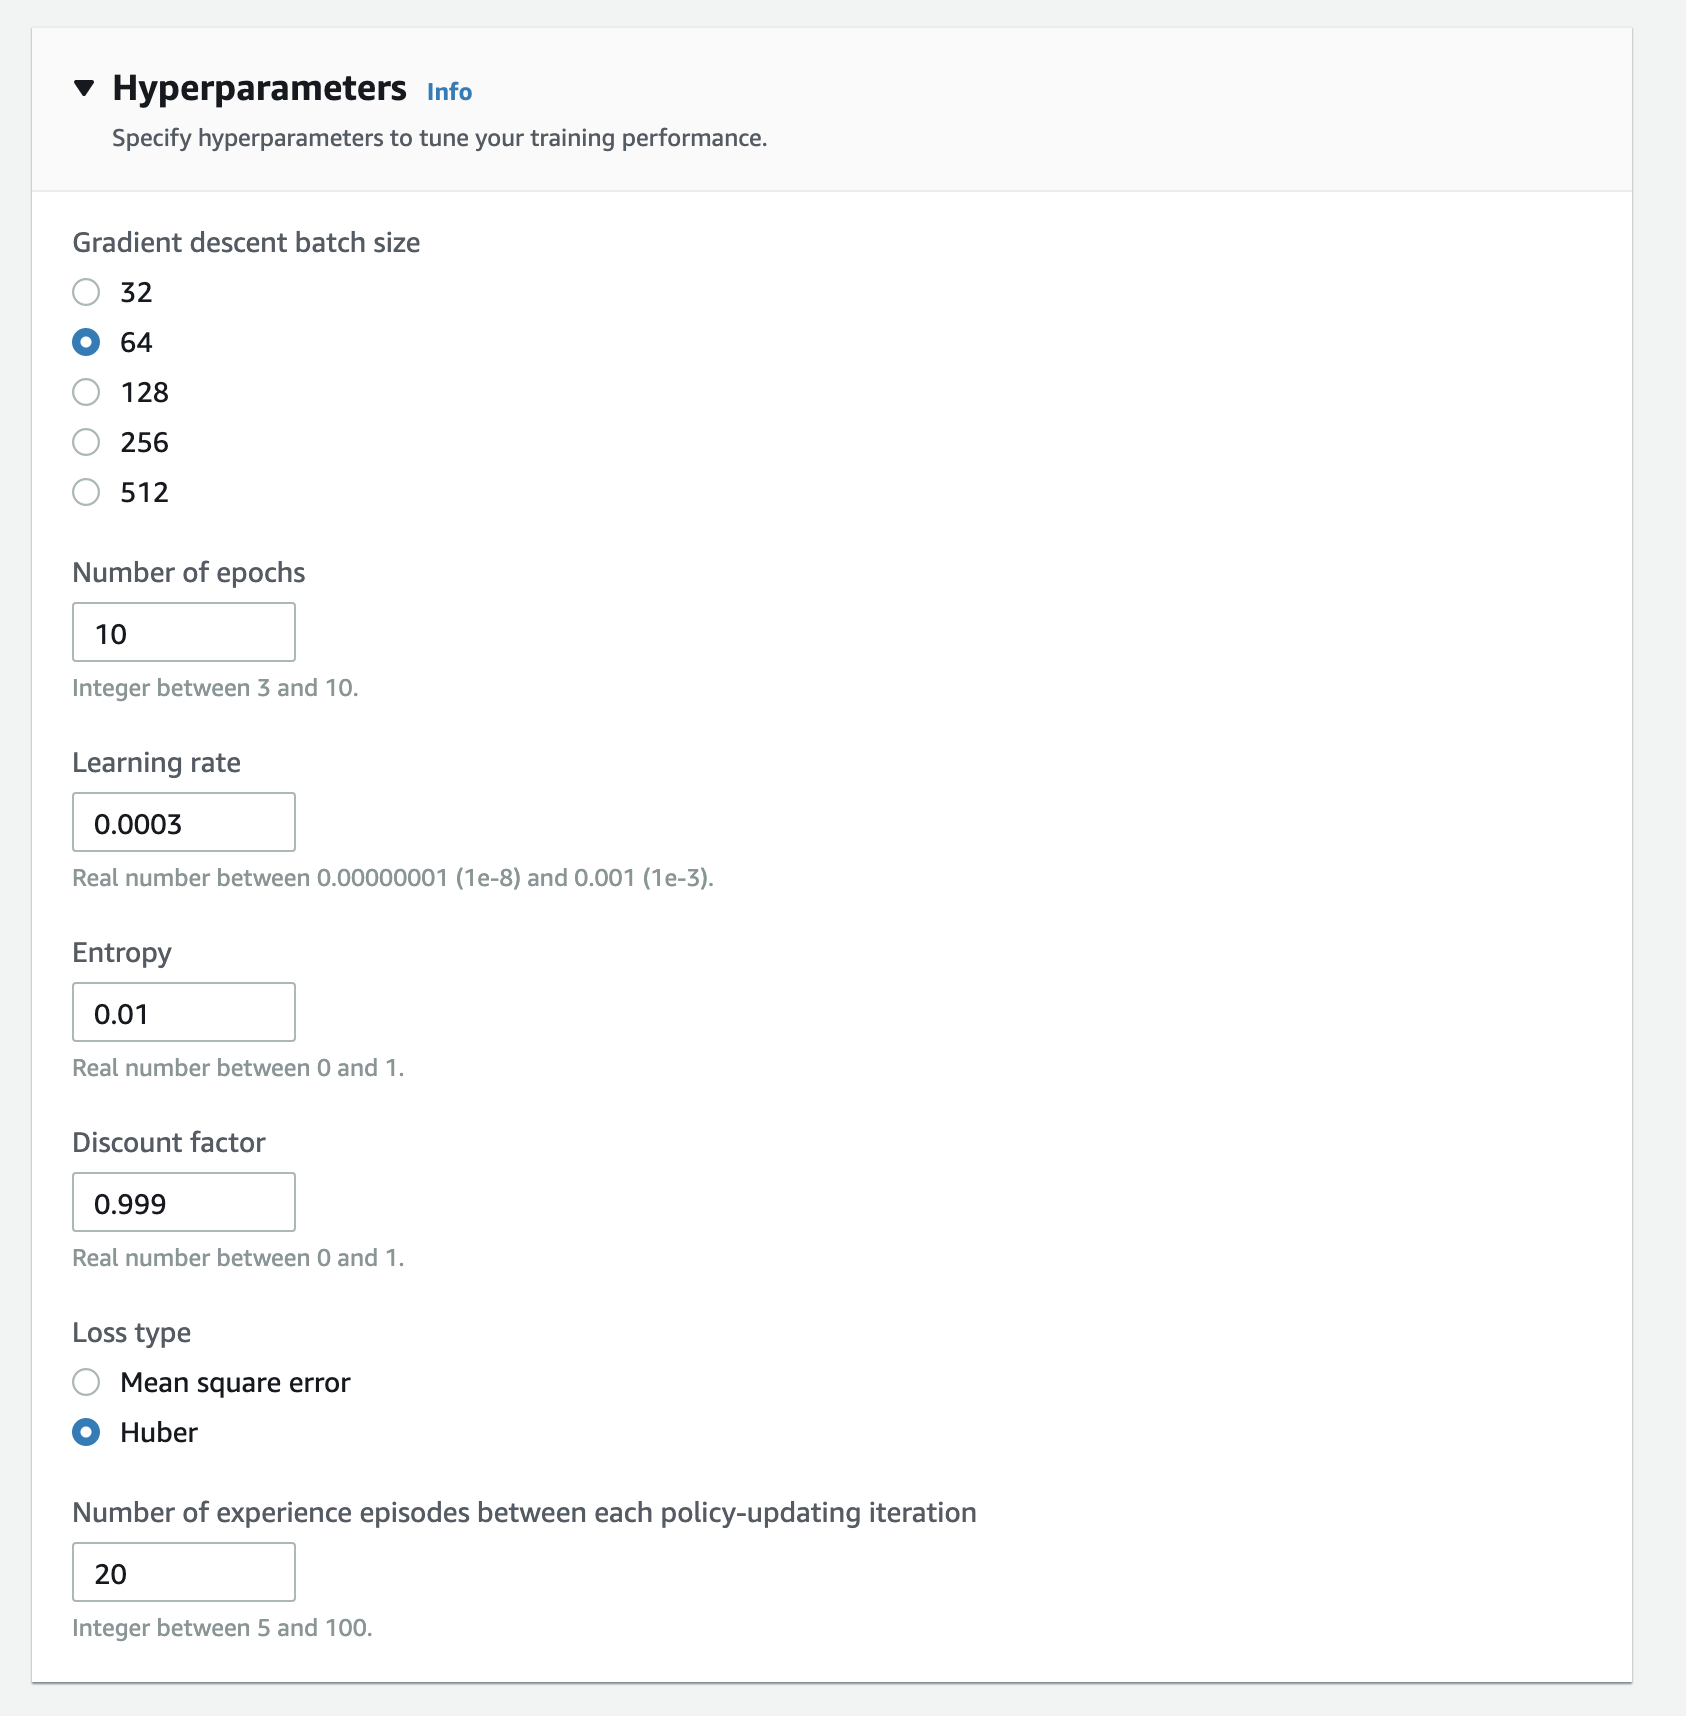 Hyperparameters Info
Specify hyperparameters to tune your training performance.
Gradient descent batch size
32
64
128
256
512
Number of epochs
10
Integer between 3 and 10.
Learning rate
0.0003
Real number between 0.00000001 (1e-8) and 0.001 (1e-3).
Entropy
0.01
Real number between 0 and 1.
Discount factor
0.999
Real number between 0 and 1.
Loss type
Mean square error
Huber
Number of experience episodes between each policy-updating iteration
20
Integer between 5 and 100.